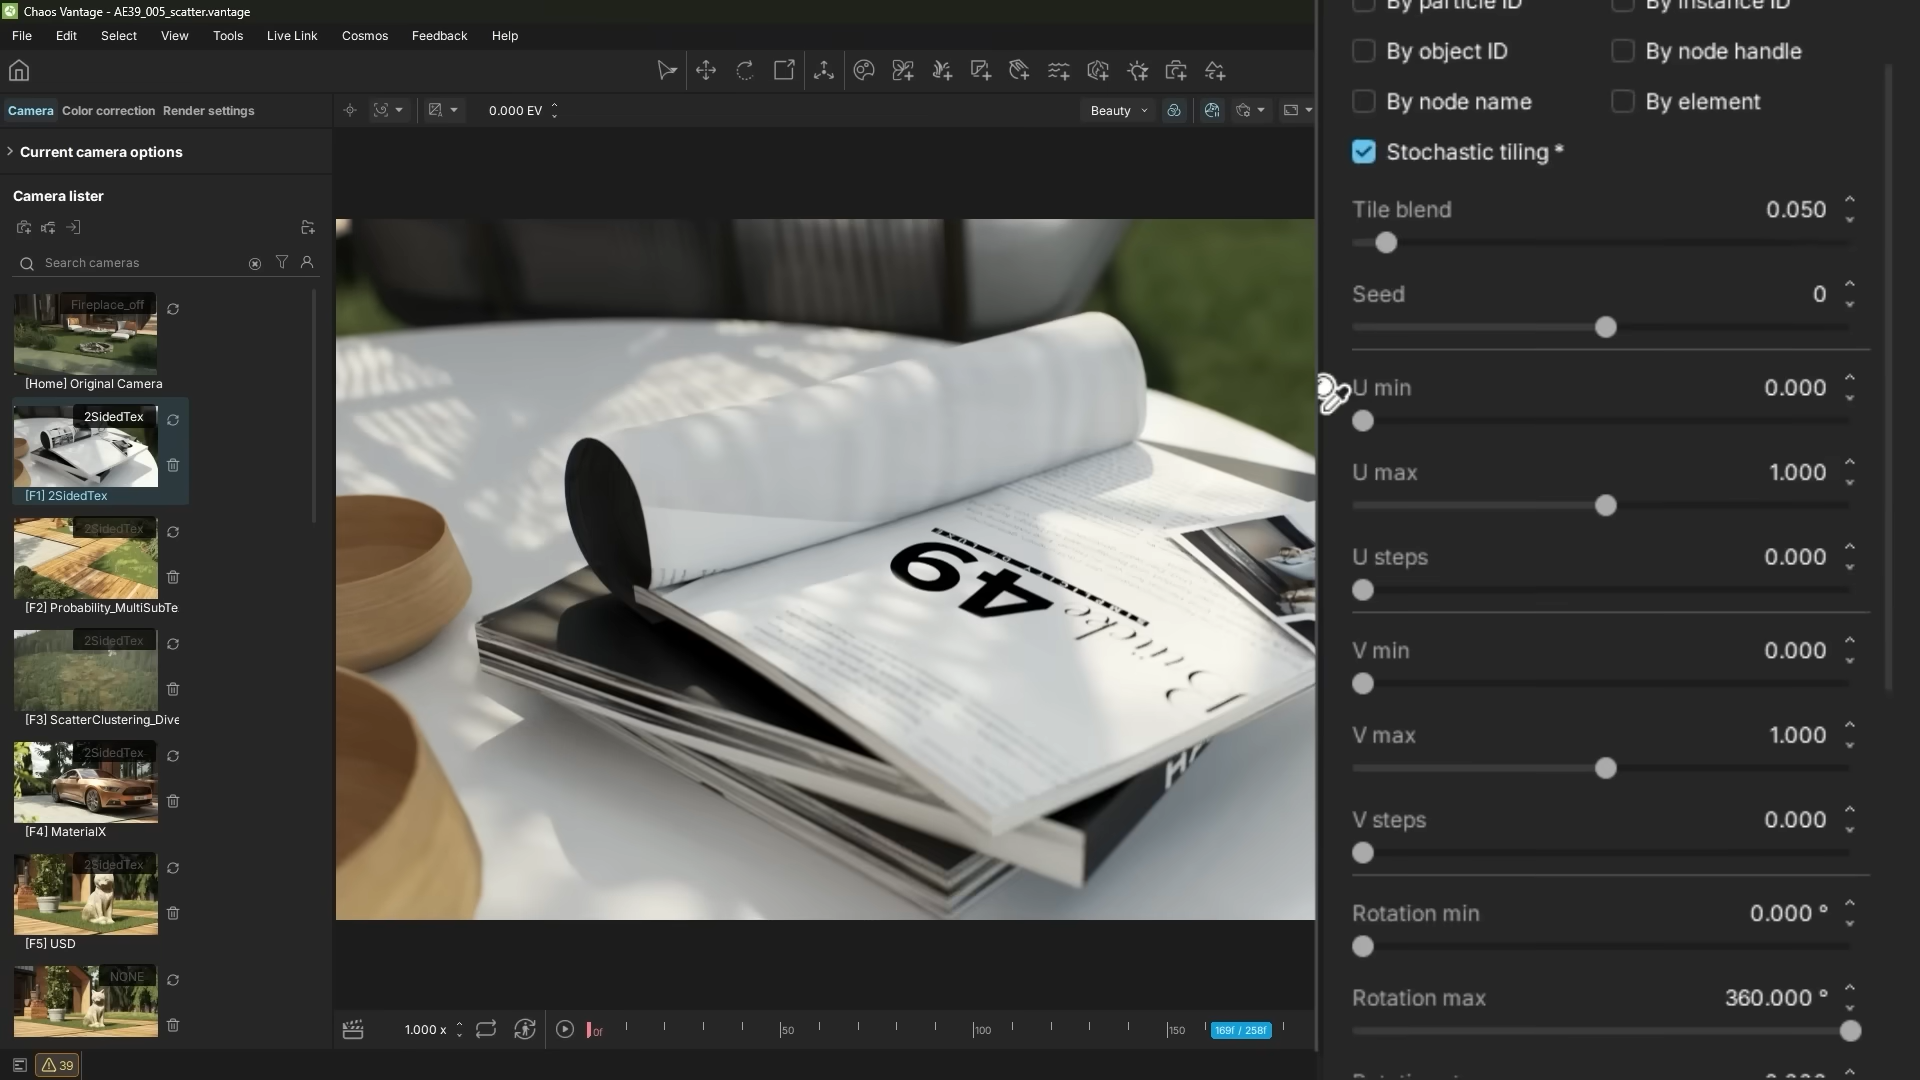 Chaos Vantage - AE39_005_scatter.vantage
File Edit Select View Tools Live Link Cosmos Feedback Help
Camera Color correction Render settings
0.000 EV
Beauty
Current camera options
Camera lister
Search cameras
Fireplace_off
[Home] Original Camera
2SidedTex
[F1] 2SidedTex
2SidedTex
[F2] Probability_MultiSubTe
2SidedTex
[F3] ScatterClustering_Dive
2SidedTex
[F4] MaterialX
2SidedTex
[F5] USD
NONE
49
1.000 x
0f
50
100
150
169f / 258f
39
By particle ID
By instance ID
By object ID
By node handle
By node name
By element
Stochastic tiling *
Tile blend 0.050
Seed 0
U min 0.000
U max 1.000
U steps 0.000
V min 0.000
V max 1.000
V steps 0.000
Rotation min 0.000 °
Rotation max 360.000 °